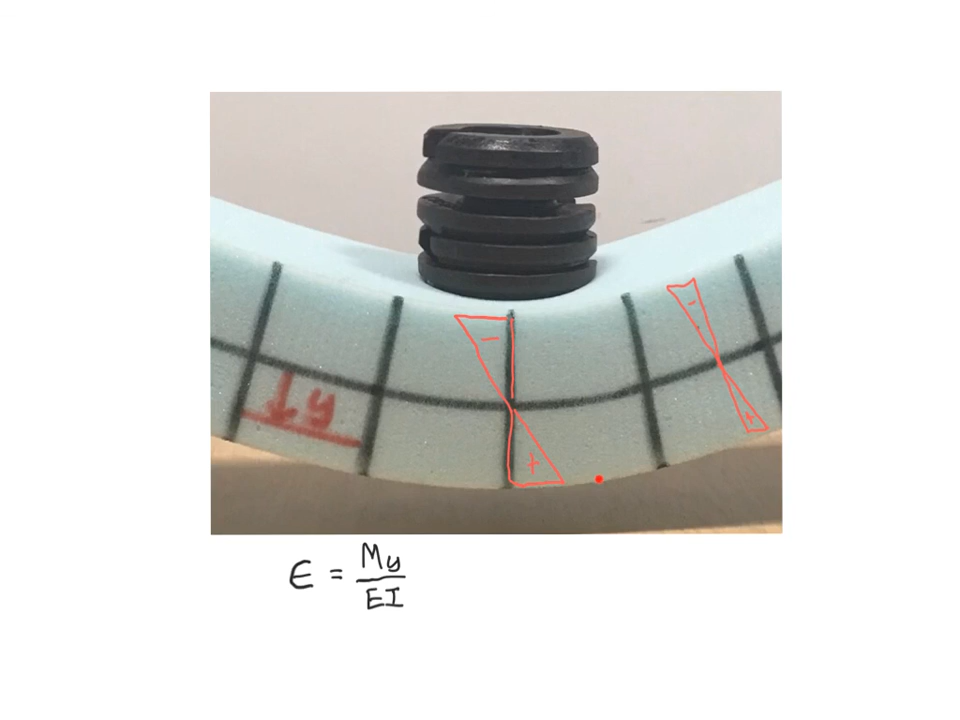 -
-
↓ y
+
+
ϵ = My / EI